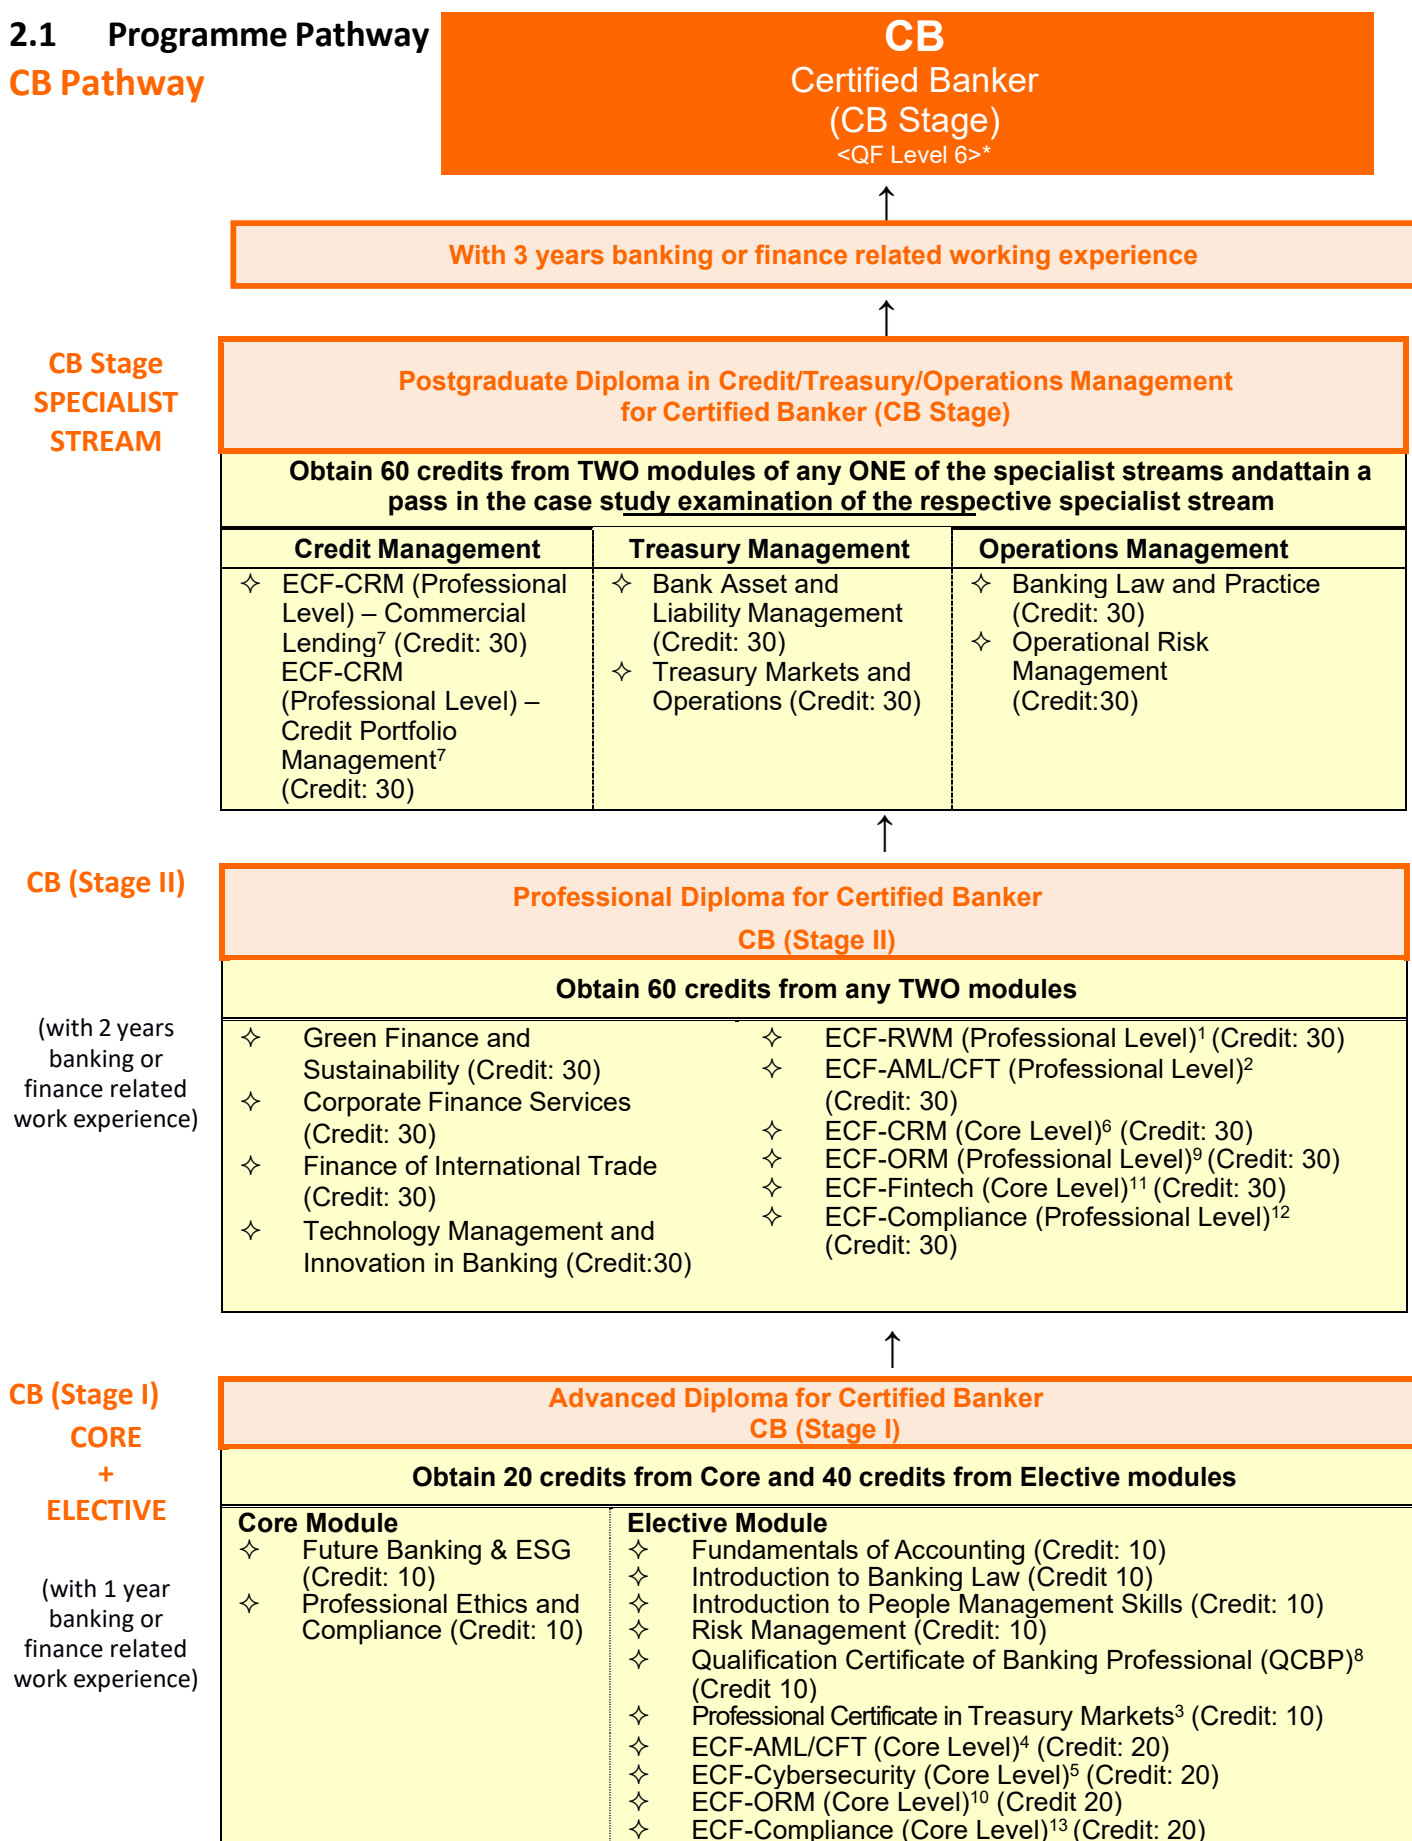 2.1 Programme Pathway
CB Pathway
CB
Certified Banker
(CB Stage)
<QF Level 6>*
↑
With 3 years banking or finance related working experience
↑
CB Stage
SPECIALIST
STREAM
Postgraduate Diploma in Credit/Treasury/Operations Management
for Certified Banker (CB Stage)
Obtain 60 credits from TWO modules of any ONE of the specialist streams andattain a
pass in the case study examination of the respective specialist stream
Credit Management
✧ ECF-CRM (Professional
Level) – Commercial
Lending⁷ (Credit: 30)
ECF-CRM
(Professional Level) –
Credit Portfolio
Management⁷
(Credit: 30)
Treasury Management
✧ Bank Asset and
Liability Management
(Credit: 30)
✧ Treasury Markets and
Operations (Credit: 30)
Operations Management
✧ Banking Law and Practice
(Credit: 30)
✧ Operational Risk
Management
(Credit:30)
↑
CB (Stage II)
(with 2 years
banking or
finance related
work experience)
Professional Diploma for Certified Banker
CB (Stage II)
Obtain 60 credits from any TWO modules
✧ Green Finance and
Sustainability (Credit: 30)
✧ Corporate Finance Services
(Credit: 30)
✧ Finance of International Trade
(Credit: 30)
✧ Technology Management and
Innovation in Banking (Credit:30)
✧ ECF-RWM (Professional Level)¹ (Credit: 30)
✧ ECF-AML/CFT (Professional Level)²
(Credit: 30)
✧ ECF-CRM (Core Level)⁶ (Credit: 30)
✧ ECF-ORM (Professional Level)⁹ (Credit: 30)
✧ ECF-Fintech (Core Level)¹¹ (Credit: 30)
✧ ECF-Compliance (Professional Level)¹²
(Credit: 30)
↑
CB (Stage I)
CORE
+
ELECTIVE
(with 1 year
banking or
finance related
work experience)
Advanced Diploma for Certified Banker
CB (Stage I)
Obtain 20 credits from Core and 40 credits from Elective modules
Core Module
✧ Future Banking & ESG
(Credit: 10)
✧ Professional Ethics and
Compliance (Credit: 10)
Elective Module
✧ Fundamentals of Accounting (Credit: 10)
✧ Introduction to Banking Law (Credit 10)
✧ Introduction to People Management Skills (Credit: 10)
✧ Risk Management (Credit: 10)
✧ Qualification Certificate of Banking Professional (QCBP)⁸
(Credit 10)
✧ Professional Certificate in Treasury Markets³ (Credit: 10)
✧ ECF-AML/CFT (Core Level)⁴ (Credit: 20)
✧ ECF-Cybersecurity (Core Level)⁵ (Credit: 20)
✧ ECF-ORM (Core Level)¹⁰ (Credit 20)
✧ ECF-Compliance (Core Level)¹³ (Credit: 20)